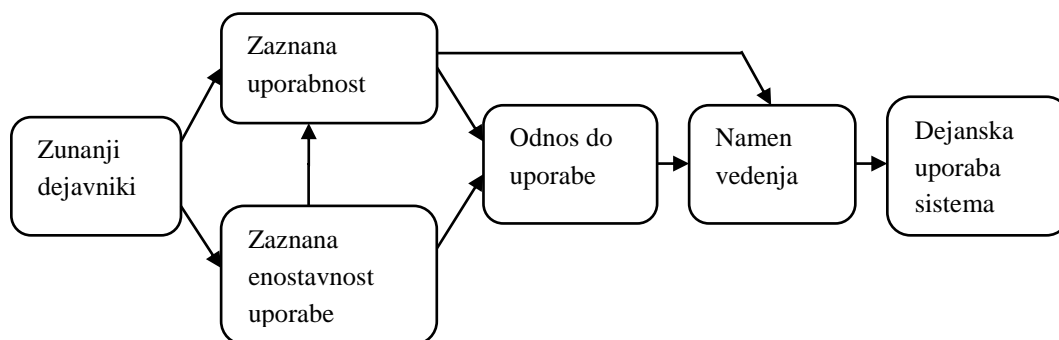 Zunanji
dejavniki
Zaznana
uporabnost
Zaznana
enostavnost
uporabe
Odnos do
uporabe
Namen
vedenja
Dejanska
uporaba
sistema